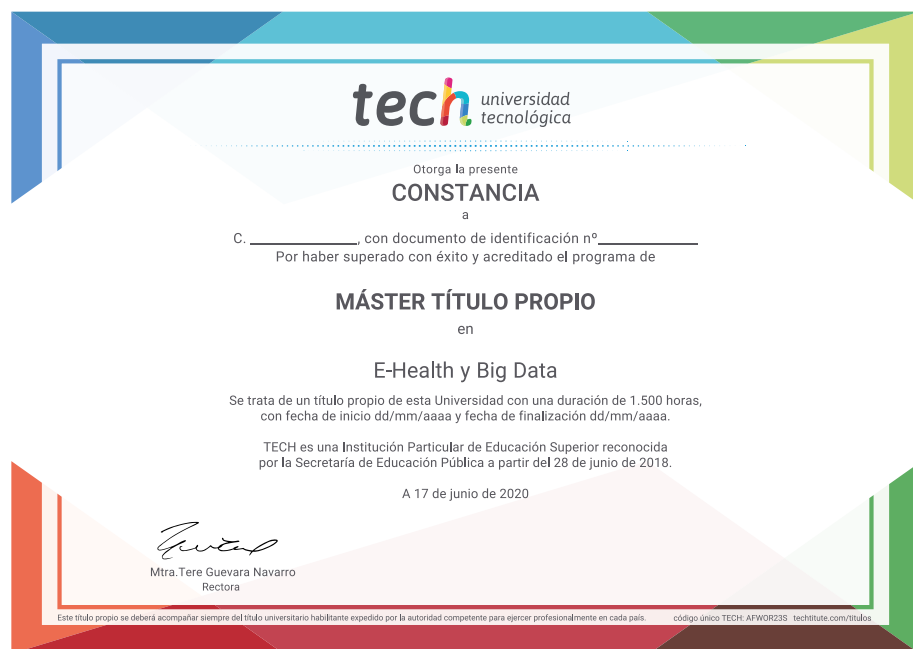 tech universidad
tecnológica
Otorga la presente
CONSTANCIA
a
C. ____________, con documento de identificación nº____________
Por haber superado con éxito y acreditado el programa de
MÁSTER TÍTULO PROPIO
en
E-Health y Big Data
Se trata de un título propio de esta Universidad con una duración de 1.500 horas,
con fecha de inicio dd/mm/aaaa y fecha de finalización dd/mm/aaaa.
TECH es una Institución Particular de Educación Superior reconocida
por la Secretaría de Educación Pública a partir del 28 de junio de 2018.
A 17 de junio de 2020
Mtra.Tere Guevara Navarro
Rectora
Este título propio se deberá acompañar siempre del título universitario habilitante expedido por la autoridad competente para ejercer profesionalmente en cada país. código único TECH: AFWOR23S techtitute.com/titulos